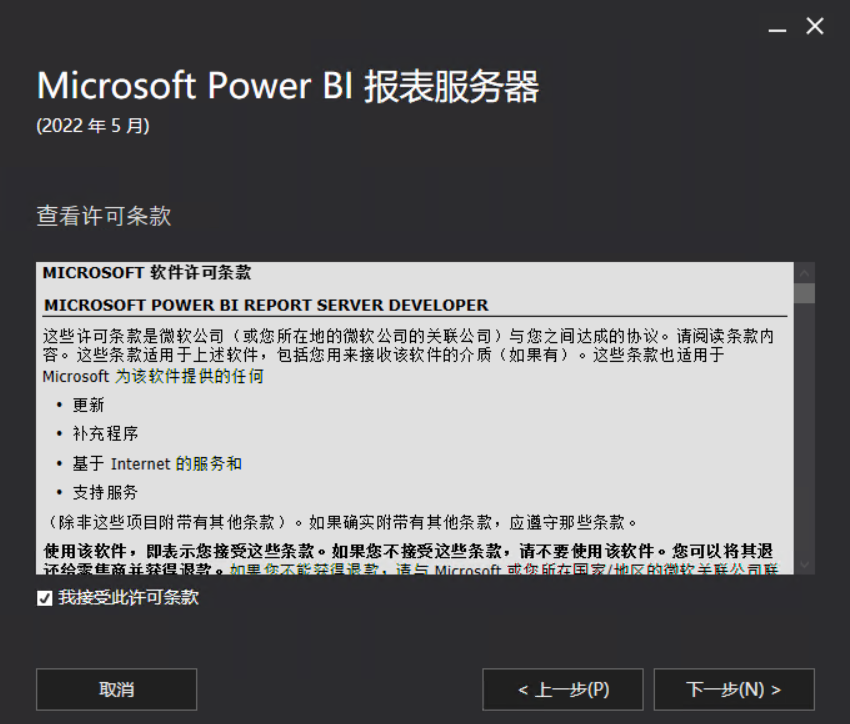 Microsoft Power BI 报表服务器
(2022 年 5 月)
查看许可条款
MICROSOFT 软件许可条款
MICROSOFT POWER BI REPORT SERVER DEVELOPER
这些许可条款是微软公司（或您所在地的微软公司的关联公司）与您之间达成的协议。请阅读条款内
容。这些条款适用于上述软件，包括您用来接收该软件的介质（如果有）。这些条款也适用于
Microsoft 为该软件提供的任何
• 更新
• 补充程序
• 基于 Internet 的服务和
• 支持服务
（除非这些项目附带有其他条款）。如果确实附带有其他条款，应遵守那些条款。
使用该软件，即表示您接受这些条款。如果您不接受这些条款，请不要使用该软件。您可以将其退
还给零售商并获得退款。如果您不能获得退款，请与 Microsoft 或您所在国家/地区的微软关联公司联
我接受此许可条款
取消
< 上一步(P)
下一步(N) >